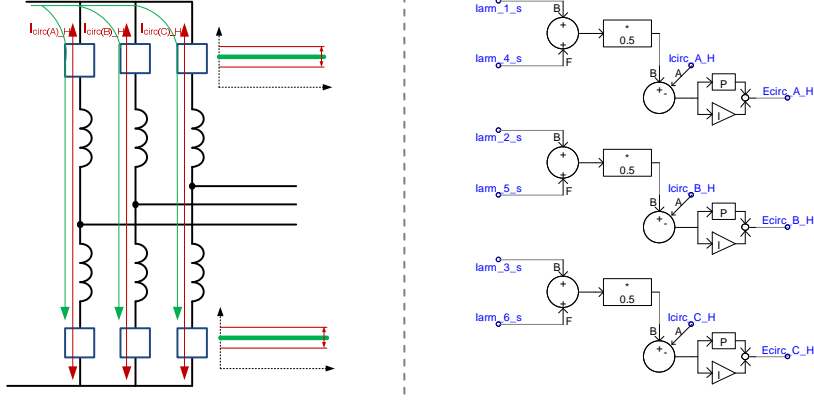 Icirc(A)_H Icirc(B)_H Icirc(C)_H
Iarm_1_s
B
+
+
F
Iarm_4_s
*
0.5
Icirc_A_H
B
A
+
-
P
I
Ecirc_A_H
Iarm_2_s
B
+
+
F
Iarm_5_s
*
0.5
Icirc_B_H
B
A
+
-
P
I
Ecirc_B_H
Iarm_3_s
B
+
+
F
Iarm_6_s
*
0.5
Icirc_C_H
B
A
+
-
P
I
Ecirc_C_H